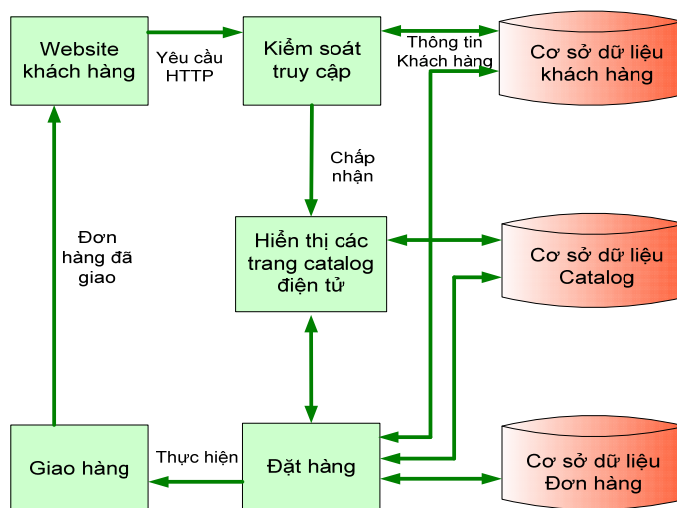 Website
khách hàng
Yêu cầu
HTTP
Kiểm soát
truy cập
Thông tin
Khách hàng
Cơ sở dữ liệu
khách hàng
Chấp
nhận
Đơn
hàng đã
giao
Hiển thị các
trang catalog
điện tử
Cơ sở dữ liệu
Catalog
Giao hàng
Thực hiện
Đặt hàng
Cơ sở dữ liệu
Đơn hàng